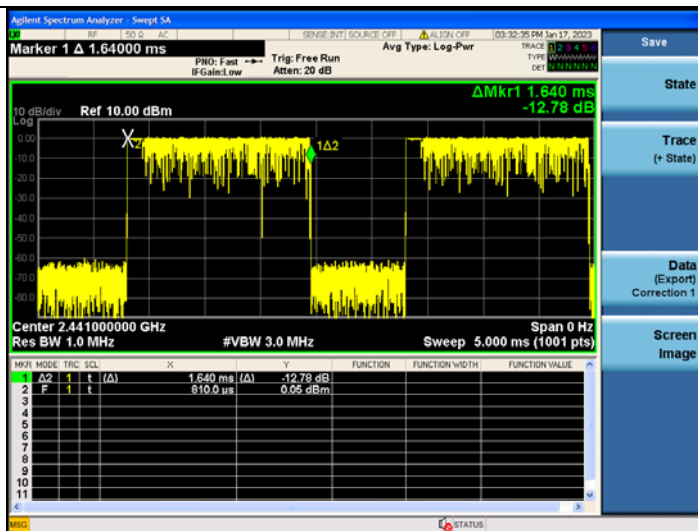 Agilent Spectrum Analyzer - Swept SA
RF 50 Ω AC SENSE:INT SOURCE OFF ALIGN OFF 03:32:35 PM Jan 17, 2023
Marker 1 Δ 1.64000 ms
PNO: Fast
IFGain:Low
Trig: Free Run
Atten: 20 dB
Avg Type: Log-Pwr
TRACE 1 2 3 4 5 6
TYPE
DET N N N N N N
ΔMkr1 1.640 ms
-12.78 dB
10 dB/div Ref 10.00 dBm
Log
0.00
-10.0
-20.0
-30.0
-40.0
-50.0
-60.0
-70.0
-80.0
2
1Δ2
Center 2.441000000 GHz Span 0 Hz
Res BW 1.0 MHz #VBW 3.0 MHz Sweep 5.000 ms (1001 pts)
MKR MODE TRC SCL X Y FUNCTION FUNCTION WIDTH FUNCTION VALUE
1 Δ2 1 t (Δ) 1.640 ms (Δ) -12.78 dB
2 F 1 t 810.0 µs 0.05 dBm
3
4
5
6
7
8
9
10
11
MSG STATUS
Save
State
Trace
(+ State)
Data
(Export)
Correction 1
Screen
Image